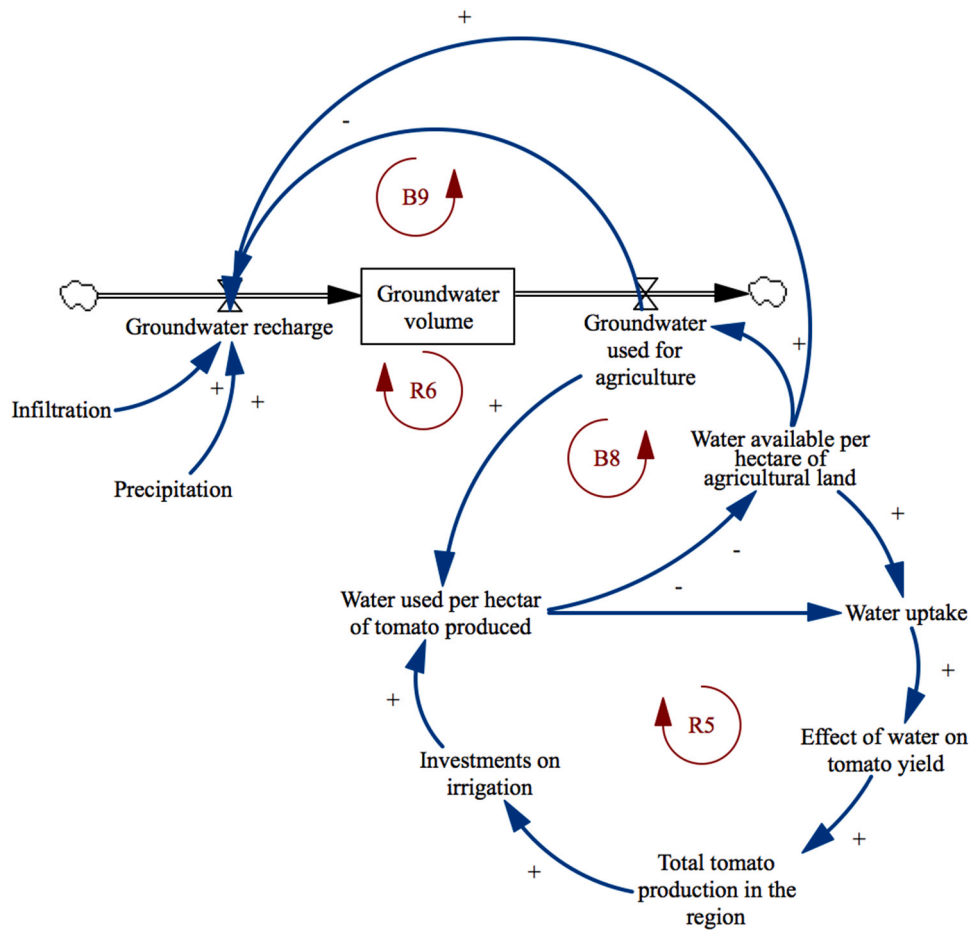 +
-
B9
Groundwater
volume
Groundwater recharge
Groundwater
used for
agriculture
+
R6
+
+
+
Infiltration
Precipitation
B8
Water available per
hectare of
agricultural land
+
-
-
Water used per hectar
of tomato produced
Water uptake
+
+
R5
Effect of water on
tomato yield
Investments on
irrigation
+
+
Total tomato
production in the
region